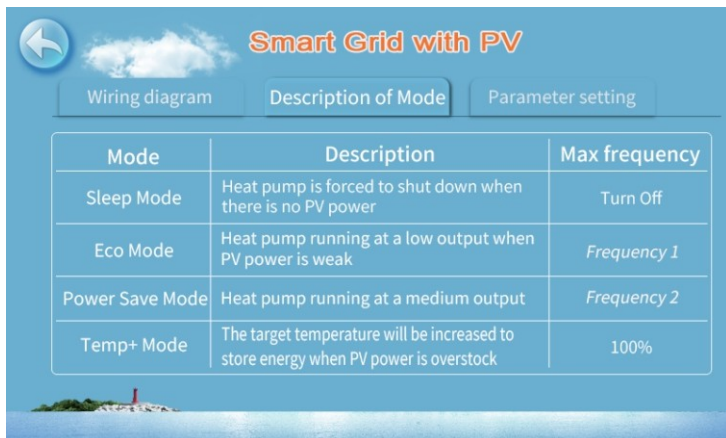 Smart Grid with PV
Wiring diagram
Description of Mode
Parameter setting
Mode
Description
Max frequency
Sleep Mode
Heat pump is forced to shut down when
there is no PV power
Turn Off
Eco Mode
Heat pump running at a low output when
PV power is weak
Frequency 1
Power Save Mode
Heat pump running at a medium output
Frequency 2
Temp+ Mode
The target temperature will be increased to
store energy when PV power is overstock
100%